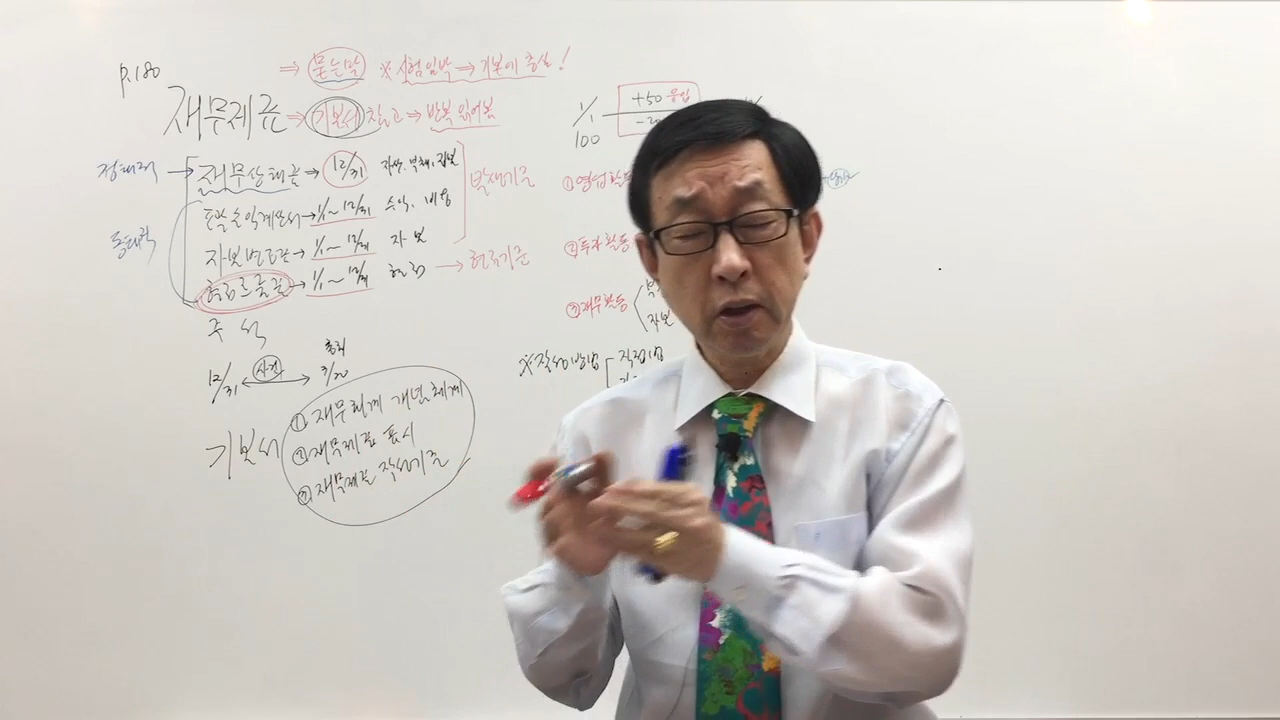 p.180
⇒ 묻는말 ※ 시험임박 ⇒ 기본에 충실!
재무제표 ⇒ 기본서 참고 ⇒ 반복 읽어봄
정태적 → 재무상태표 → 12/31 자산, 부채, 자본
포괄손익계산서 → 1/1 ~ 12/31 수익, 비용
발생기준
동태적
자본변동표 → 1/1 ~ 12/31 자본
현금흐름표 → 1/1 ~ 12/31 현금 → 현금기준
주석
12/31 사건 3/20
기본서
① 재무회계 개념체계
② 재무제표 표시
③ 재무제표 작성기준
1/1
100
+50 유입
① 영업활동
② 투자활동
③ 재무활동
자본
※ 작성방법 직접법